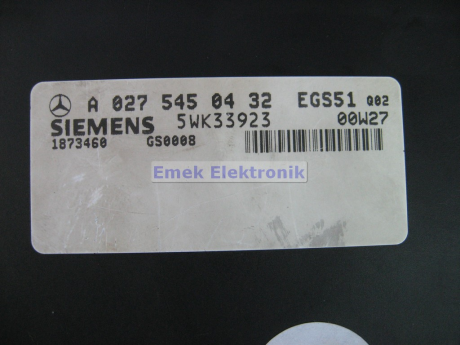 A 027 545 04 32 EGS51 Q02
SIEMENS 5WK33923 00W27
1873460 GS0008
Emek Elektronik